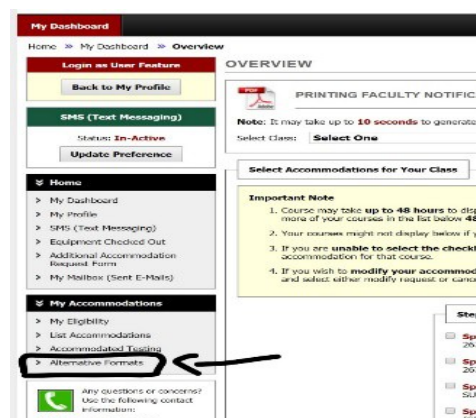 My Dashboard
Home » My Dashboard » Overview
Login as User Feature
Back to My Profile
SMS (Text Messaging)
Status: In-Active
Update Preference
Home
My Dashboard
My Profile
SMS (Text Messaging)
Equipment Checked Out
Additional Accommodation
Request Form
My Mailbox (Sent E-Mails)
My Accommodations
My Eligibility
List Accommodations
Accommodated Testing
Alternative Formats
Any questions or concerns?
Use the following contact
information:
OVERVIEW
PDF
Adobe
PRINTING FACULTY NOTIFIC
Note: It may take up to 10 seconds to generate
Select Class: Select One
Select Accommodations for Your Class
Important Note
1. Course may take up to 48 hours to disp
more of your courses in the list below 48
2. Your courses might not display below if y
3. If you are unable to select the checkb
accommodation for that course.
4. If you wish to modify your accommod
and select either modify request or cance
Ste
Sp
26
Sp
26
Sp
Sp